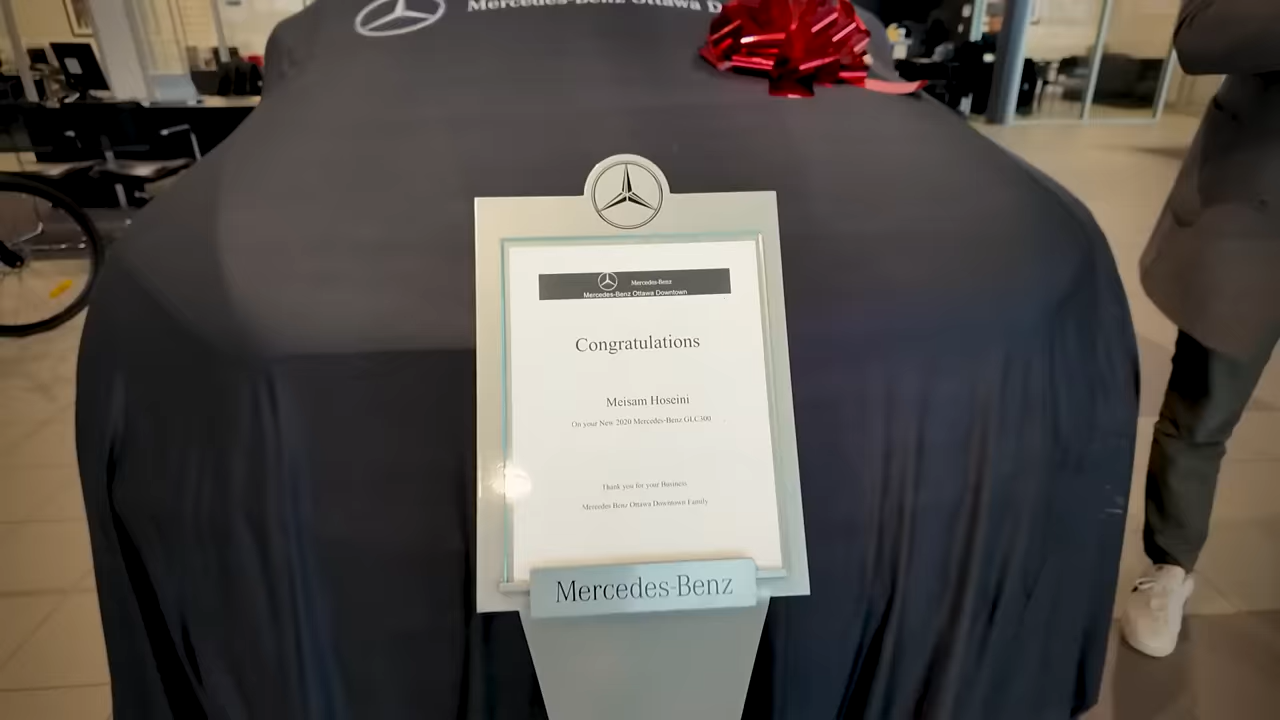 Mercedes-Benz Ottawa D
Mercedes-Benz
Mercedes-Benz Ottawa Downtown
Congratulations
Meisam Hoseini
On your New 2020 Mercedes-Benz GLC300
Thank you for your Business
Mercedes Benz Ottawa Downtown Family
Mercedes-Benz